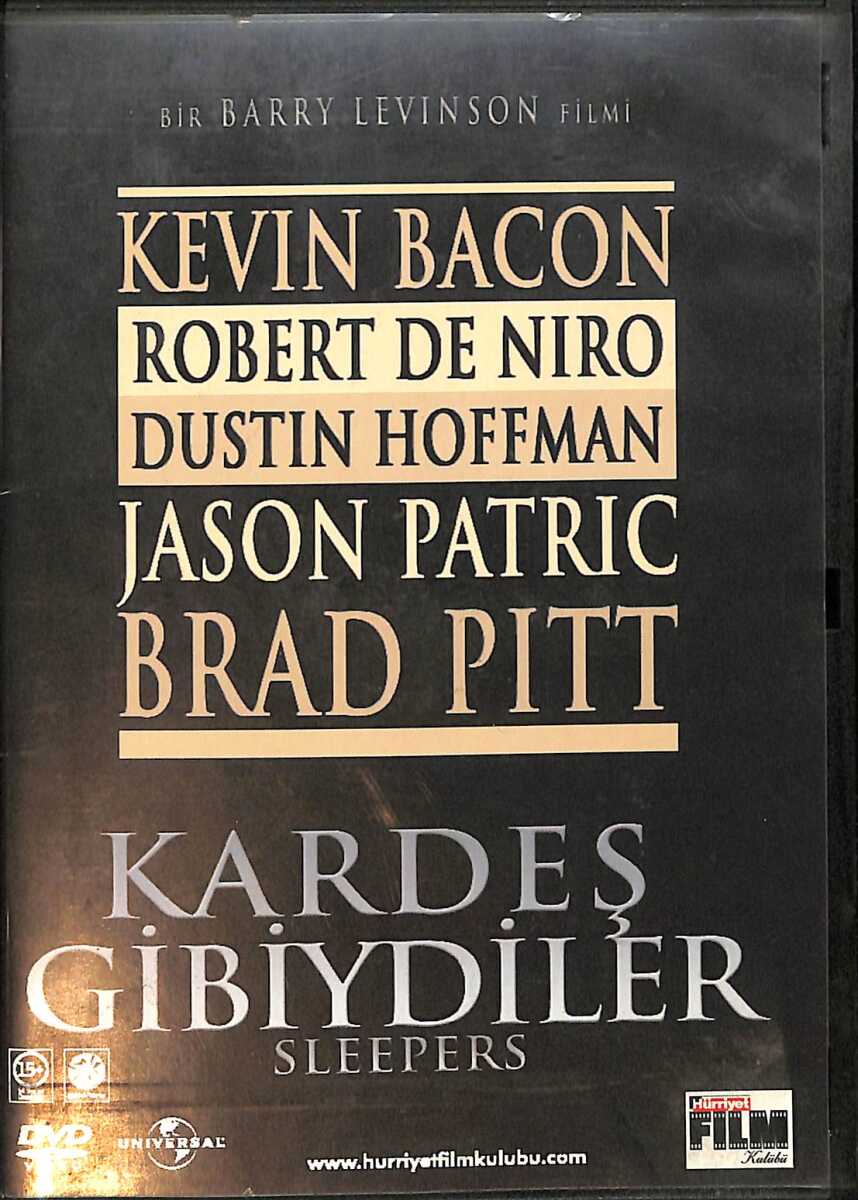 BİR BARRY LEVINSON FİLMİ
KEVIN BACON
ROBERT DE NIRO
DUSTIN HOFFMAN
JASON PATRIC
BRAD PITT
KARDEŞ
GİBİYDİLER
SLEEPERS
15+
DVD
UNIVERSAL
www.hurriyetfilmkulubu.com
Hürriyet
FILM
Kulübü